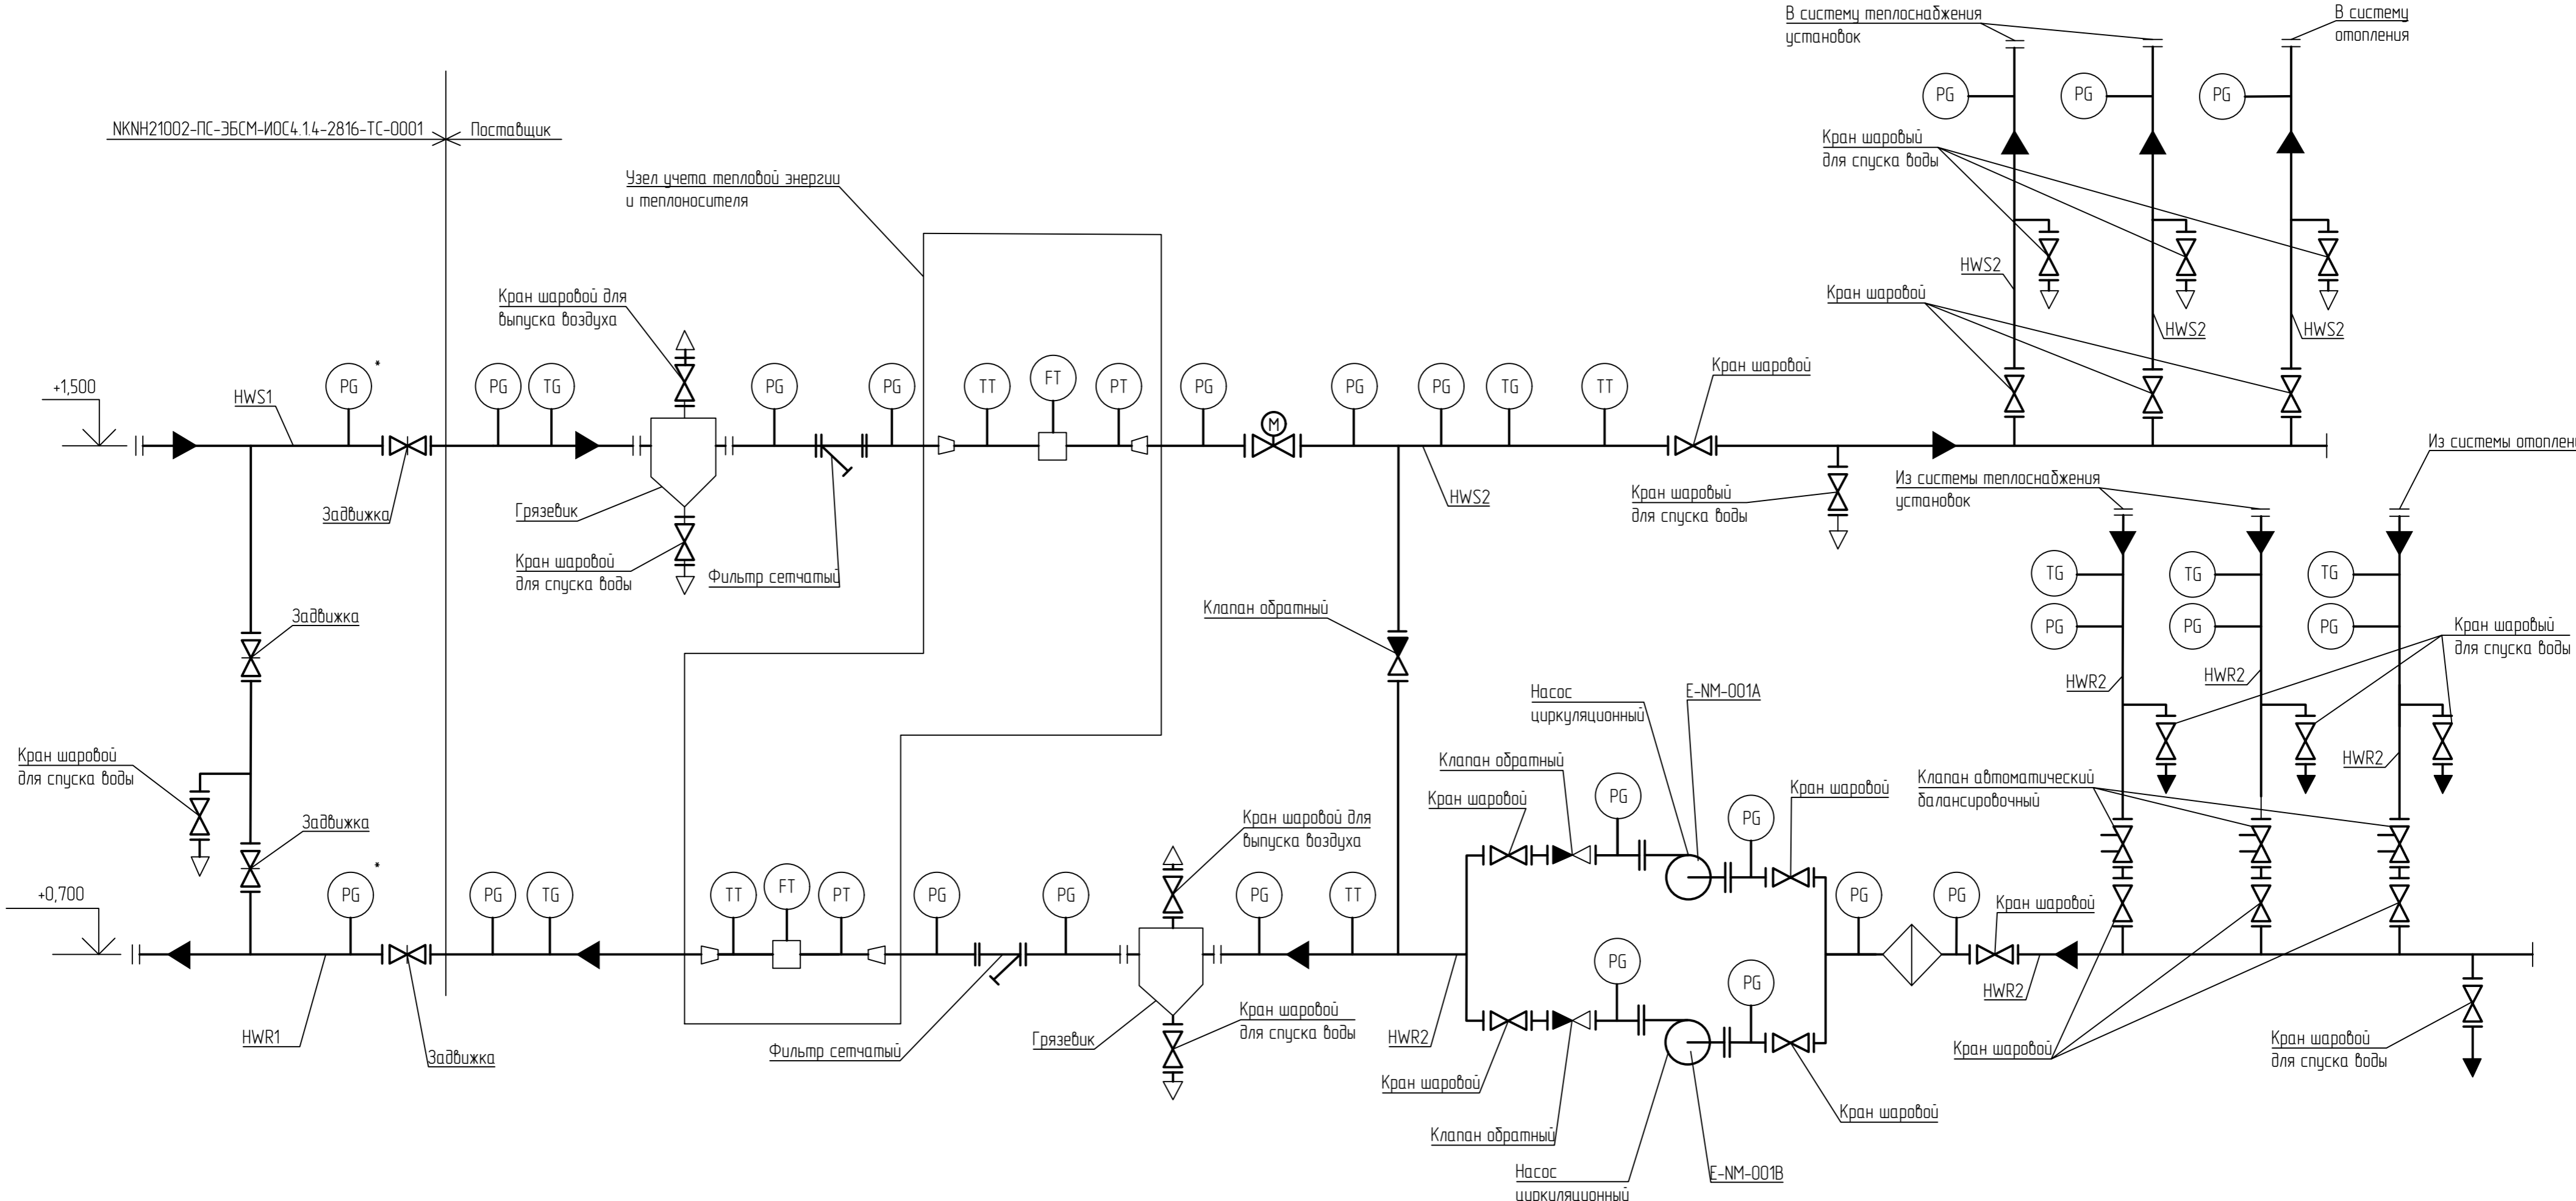 В систему теплоснабжения
установок
В систему
отопления
PG
PG
PG
NKNH21002-ПС-ЭБСМ-ИОС4.1.4-2816-ТС-0001
Поставщик
Кран шаровый
для спуска воды
Узел учета тепловой энергии
и теплоносителя
HWS2
Кран шаровой для
выпуска воздуха
Кран шаровой
HWS2
HWS2
+1,500
HWS1
PG
*
PG
TG
PG
PG
TT
FT
PT
PG
M
PG
PG
TG
TT
Кран шаровой
Из системы теплоснабжения
установок
Задвижка
Грязевик
Кран шаровой
для спуска воды
Фильтр сетчатый
HWS2
Кран шаровый
для спуска воды
TG
TG
TG
PG
PG
PG
Задвижка
Клапан обратный
Кран шаровый
для спуска воды
HWR2
HWR2
HWR2
Насос
циркуляционный
E-NM-001A
Кран шаровой
для спуска воды
Клапан обратный
Кран шаровой
PG
PG
Кран шаровой
Клапан автоматический
балансировочный
Задвижка
Кран шаровой для
выпуска воздуха
+0,700
PG
*
PG
TG
TT
FT
PT
PG
PG
PG
TT
PG
PG
Кран шаровой
PG
PG
HWR2
HWR1
Задвижка
Фильтр сетчатый
Грязевик
Кран шаровой
для спуска воды
HWR2
Кран шаровой
Кран шаровой
для спуска воды
Кран шаровой
Кран шаровой
Клапан обратный
Насос
циркуляционный
E-NM-001B
Из системы